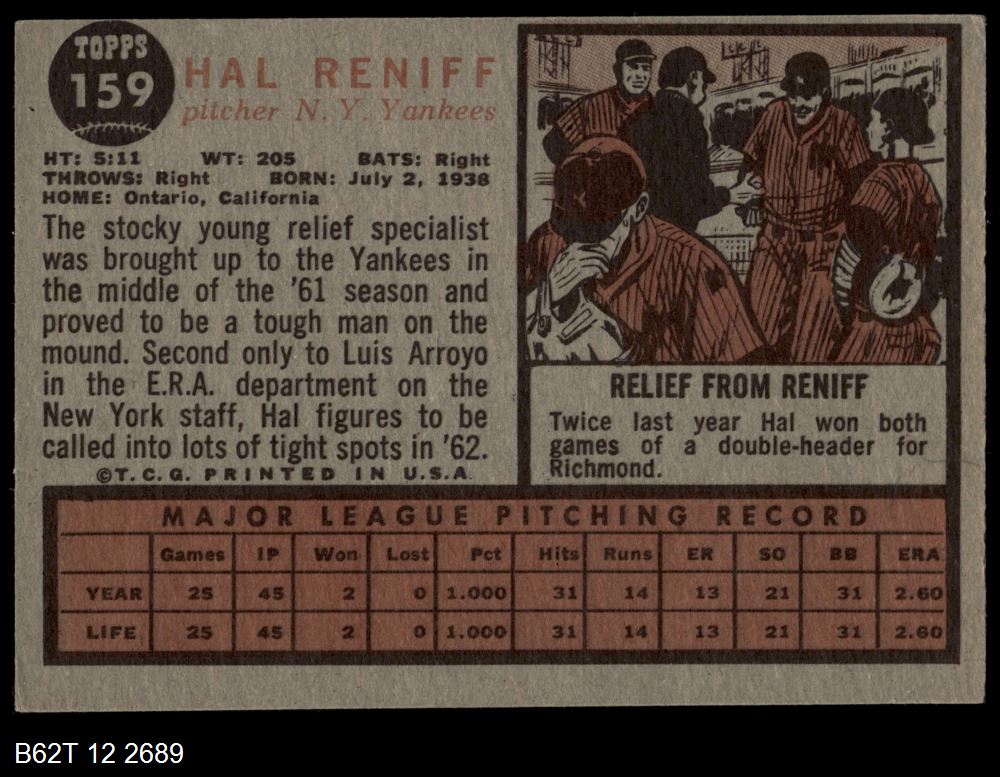 TOPPS
159
HAL RENIFF
pitcher N. Y. Yankees
HT: 5:11 WT: 205 BATS: Right
THROWS: Right BORN: July 2, 1938
HOME: Ontario, California
The stocky young relief specialist
was brought up to the Yankees in
the middle of the '61 season and
proved to be a tough man on the
mound. Second only to Luis Arroyo
in the E.R.A. department on the
New York staff, Hal figures to be
called into lots of tight spots in '62.
©T. C. G. PRINTED IN U.S.A.
RELIEF FROM RENIFF
Twice last year Hal won both
games of a double-header for
Richmond.
MAJOR LEAGUE PITCHING RECORD
Games IP Won Lost Pct Hits Runs ER SO BB ERA
YEAR 25 45 2 0 1.000 31 14 13 21 31 2.60
LIFE 25 45 2 0 1.000 31 14 13 21 31 2.60
B62T 12 2689